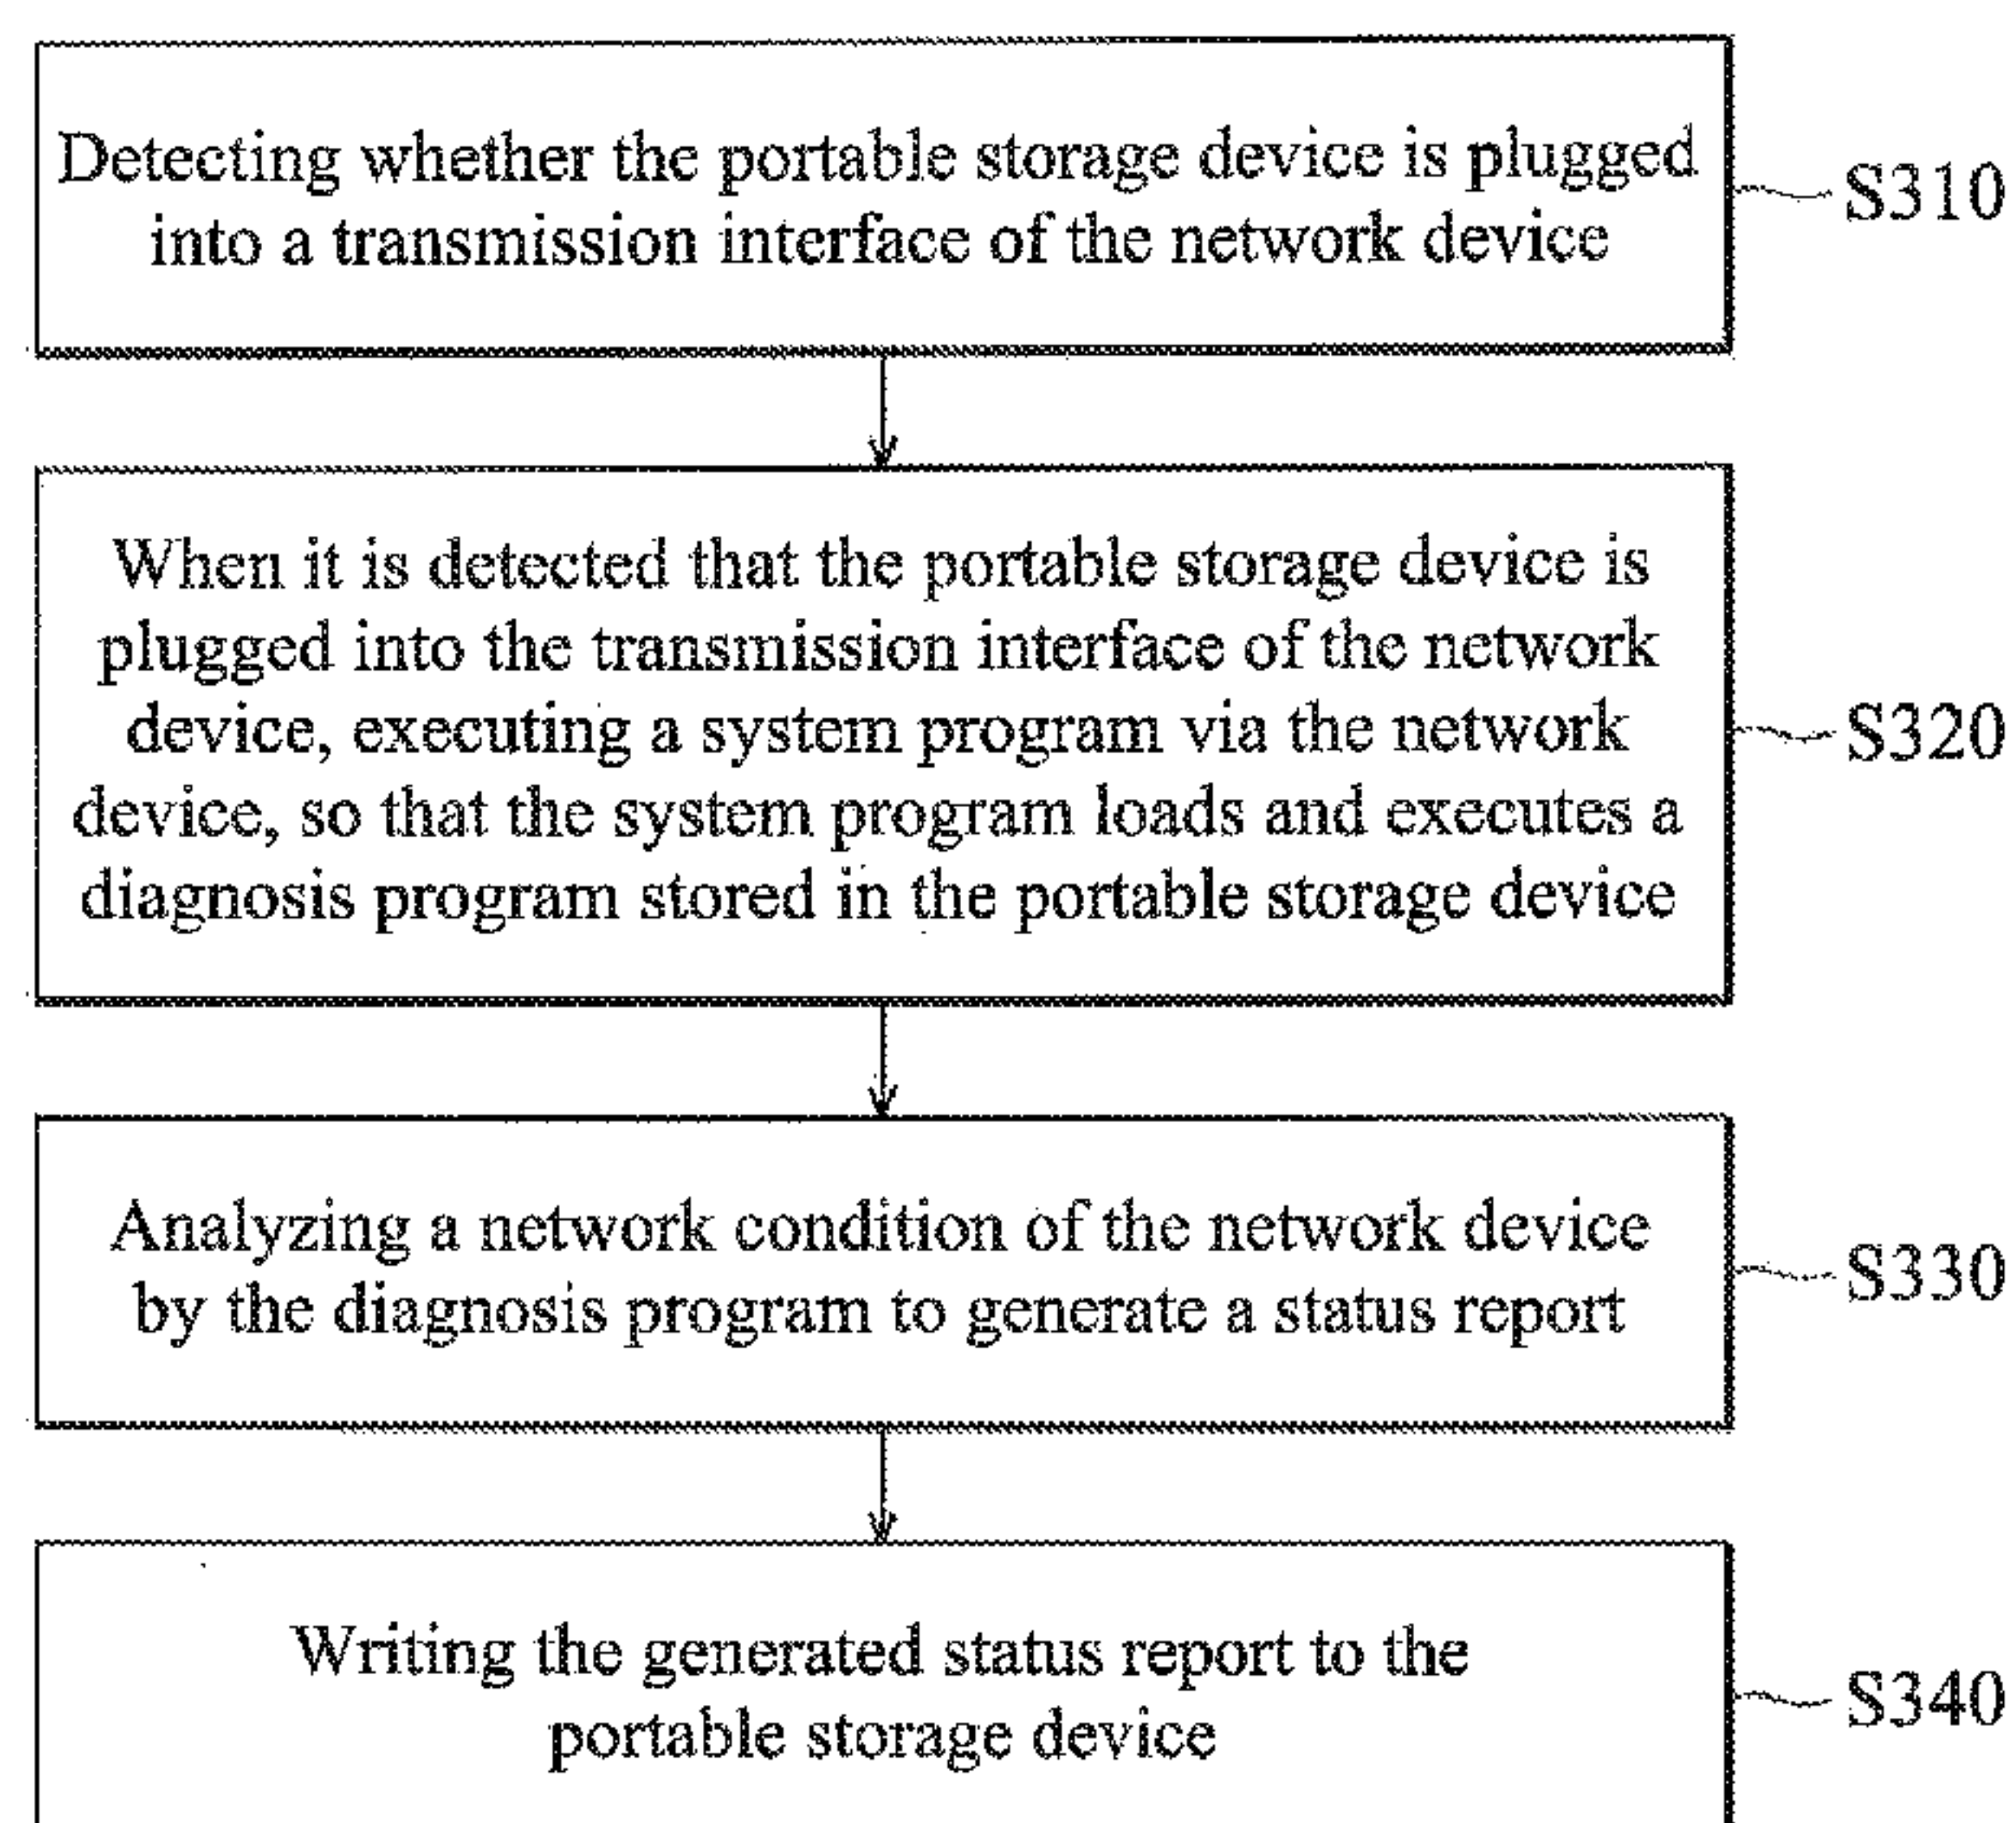 Detecting whether the portable storage device is plugged
into a transmission interface of the network device
S310
When it is detected that the portable storage device is
plugged into the transmission interface of the network
device, executing a system program via the network
device, so that the system program loads and executes a
diagnosis program stored in the portable storage device
S320
Analyzing a network condition of the network device
by the diagnosis program to generate a status report
S330
Writing the generated status report to the
portable storage device
S340